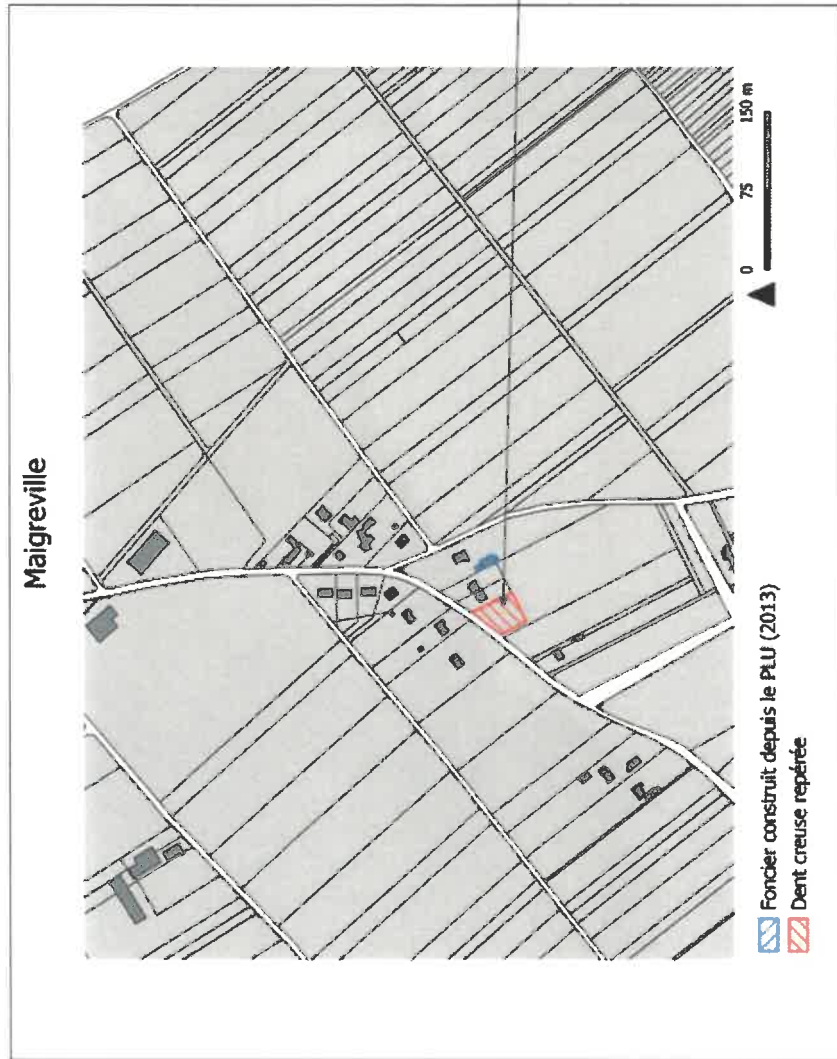 Maigreville
0 75 150 m
Foncier construit depuis le PLU (2013)
Dent creuse repérée